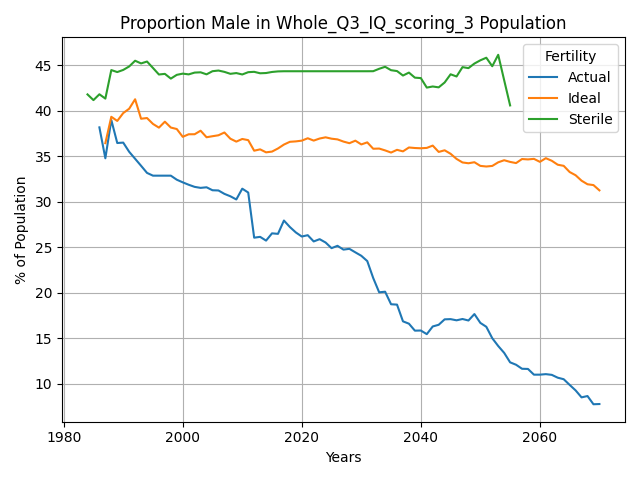 Proportion Male in Whole_Q3_IQ_scoring_3 Population
% of Population
45
40
35
30
25
20
15
10
1980
2000
2020
2040
2060
Years
Fertility
Actual
Ideal
Sterile